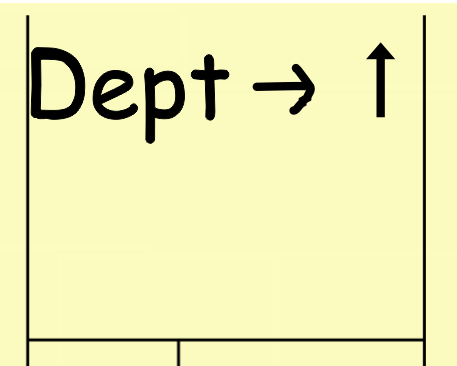 Dept → ↑